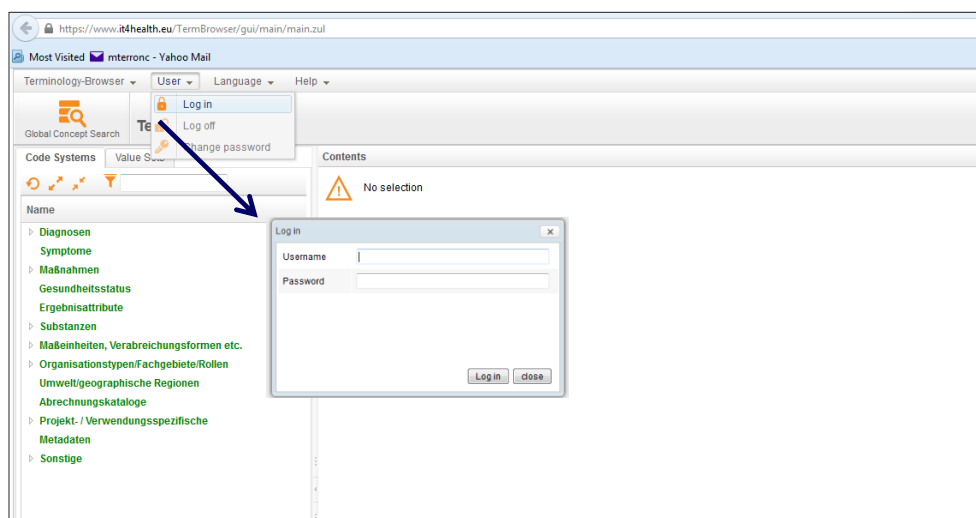 https://www.it4health.eu/TermBrowser/gui/main/main.zul
Most Visited mterronc - Yahoo Mail
Terminology-Browser User Language Help
Log in
Global Concept Search Te
Log off
Change password
Code Systems Value Sets Contents
No selection
Name
Diagnosen
Symptome
Maßnahmen
Gesundheitsstatus
Ergebnisattribute
Substanzen
Maßeinheiten, Verabreichungsformen etc.
Organisationstypen/Fachgebiete/Rollen
Umwelt/geographische Regionen
Abrechnungskataloge
Projekt- / Verwendungsspezifische
Metadaten
Sonstige
Log in
Username
Password
Log in close